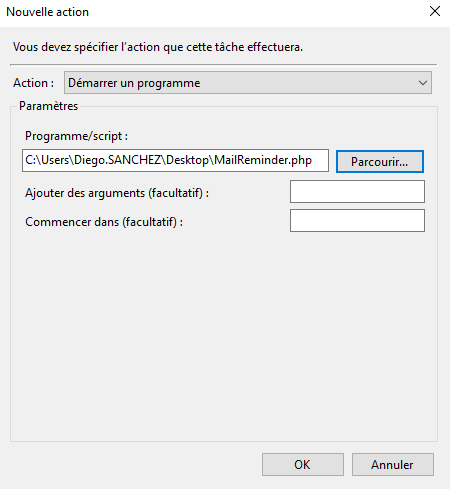 Nouvelle action
Vous devez spécifier l'action que cette tâche effectuera.
Action : Démarrer un programme
Paramètres
Programme/script :
C:\Users\Diego.SANCHEZ\Desktop\MailReminder.php Parcourir...
Ajouter des arguments (facultatif) :
Commencer dans (facultatif) :
OK Annuler